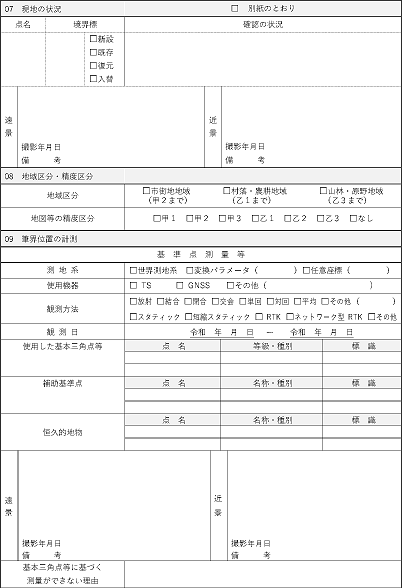 07 現地の状況 □ 別紙のとおり
点名 境界標 確認の状況
□新設
□既存
□復元
□入替
遠景 近景
撮影年月日 撮影年月日
備 考 備 考
08 地域区分・精度区分
地域区分 □市街地地域 □村落・農耕地域 □山林・原野地域
（甲２まで） （乙１まで） （乙３まで）
地図等の精度区分 □甲１ □甲２ □甲３ □乙１ □乙２ □乙３ □なし
09 筆界位置の計測
基 準 点 測 量 等
測 地 系 □世界測地系 □変換パラメータ（ ） □任意座標（ ）
使用機器 □ TS □ GNSS □その他（ ）
観測方法 □放射 □結合 □閉合 □交会 □単回 □対回 □平均 □その他（ ）
□スタティック □短縮スタティック □ RTK □ネットワーク型 RTK □その他
観 測 日 令和 年 月 日 ー 令和 年 月 日
使用した基本三角点等 点 名 等級・種別 標 識
補助基準点 点 名 名称・種別 標 識
恒久的地物 点 名 名称・種別 標 識
遠景 近景
撮影年月日 撮影年月日
備 考 備 考
基本三角点等に基づく
測量ができない理由